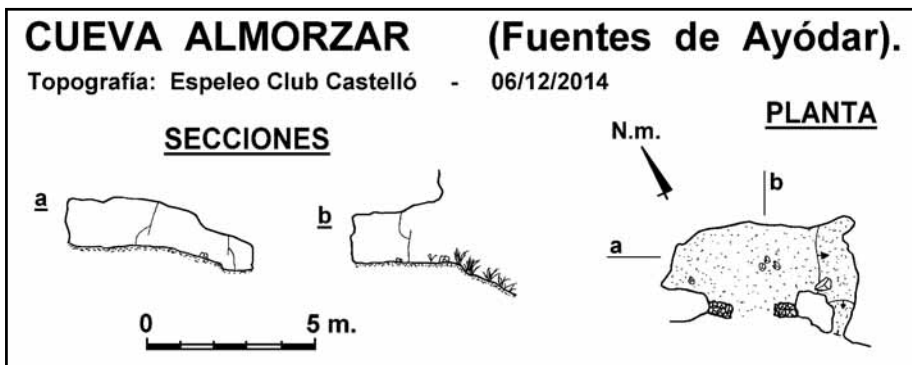 CUEVA ALMORZAR (Fuentes de Ayódar).
Topografía: Espeleo Club Castelló - 06/12/2014
PLANTA
N.m.
SECCIONES
a
b
b
a
0 5 m.